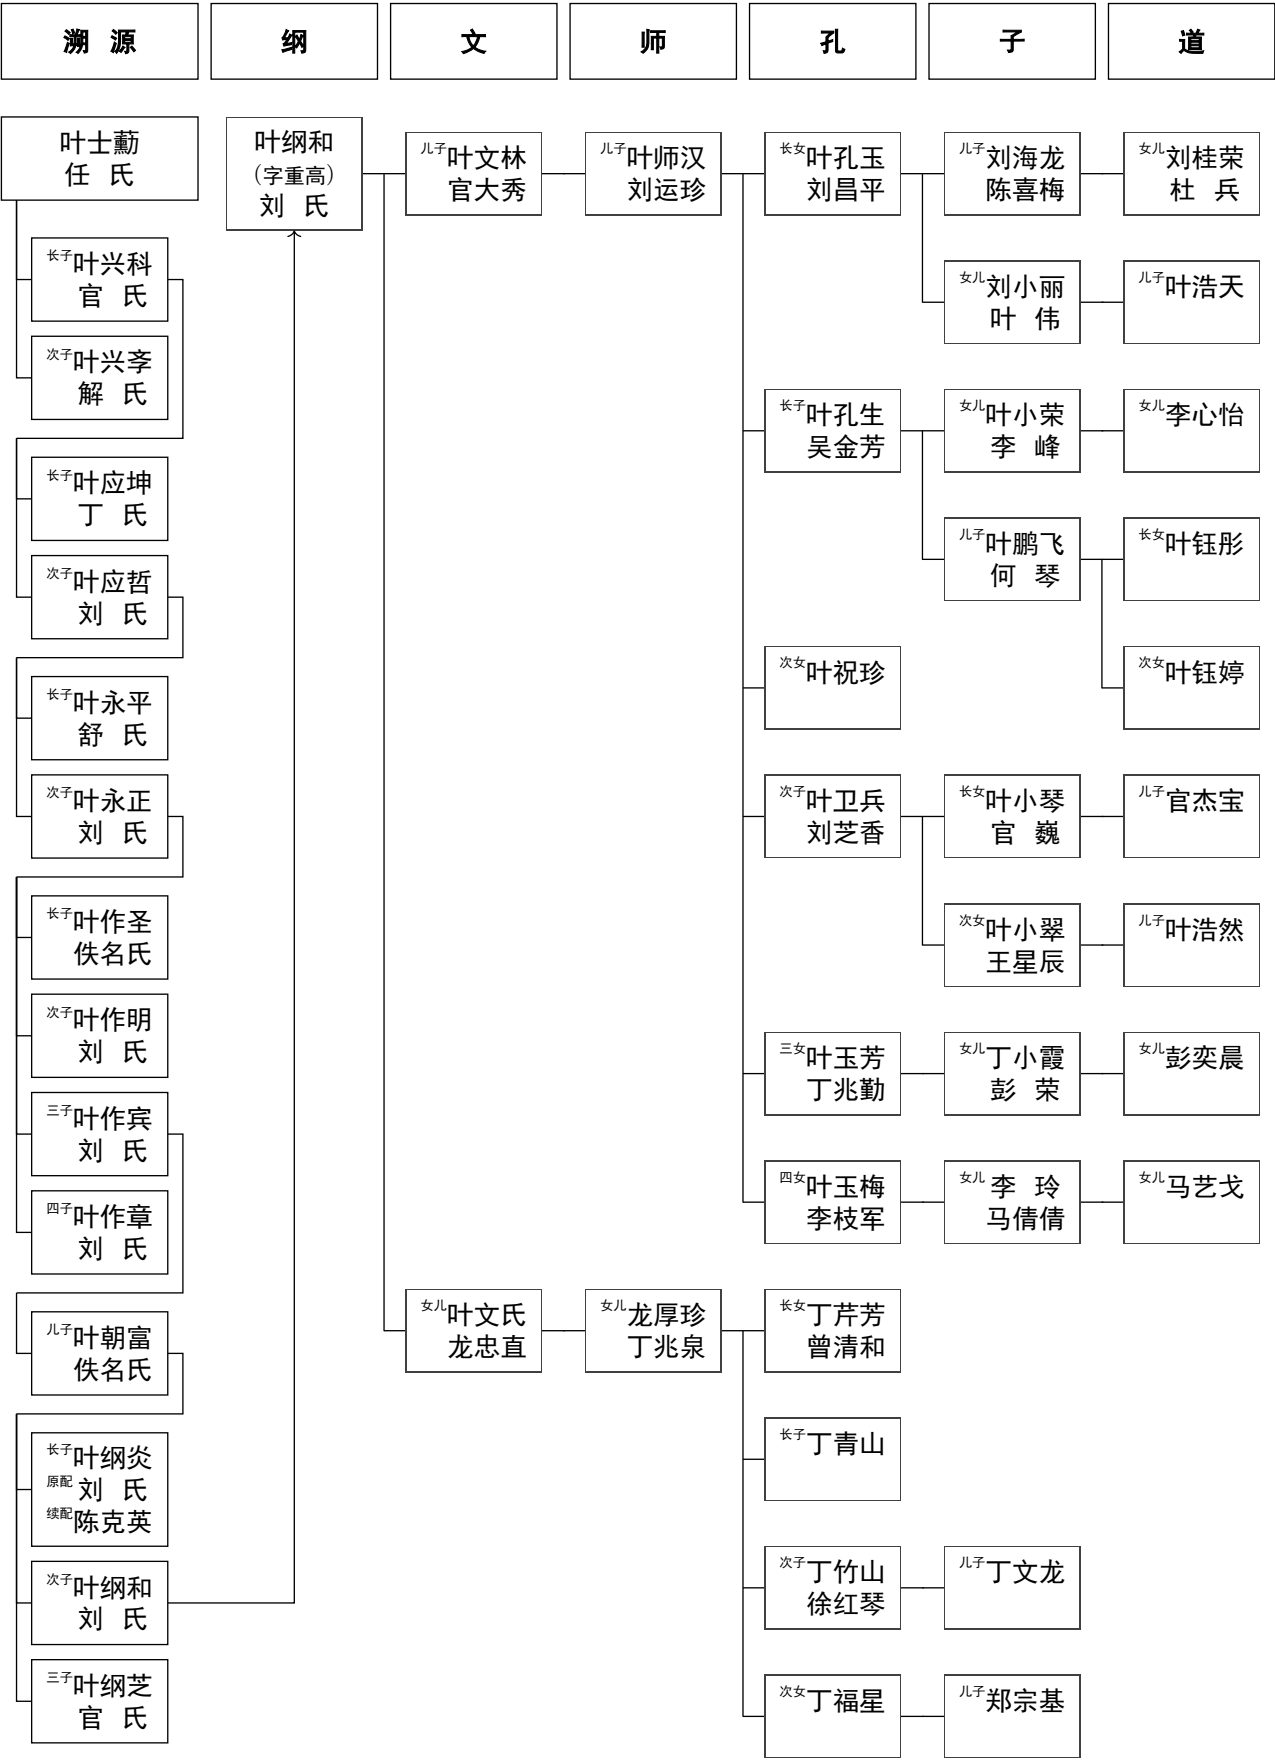 溯 源
纲
文
师
孔
子
道
叶士勳
任 氏
长子叶兴科
官 氏
次子叶兴孝
解 氏
长子叶应坤
丁 氏
次子叶应哲
刘 氏
长子叶永平
舒 氏
次子叶永正
刘 氏
长子叶作圣
佚名氏
次子叶作明
刘 氏
三子叶作宾
刘 氏
四子叶作章
刘 氏
儿子叶朝富
佚名氏
长子叶纲炎
原配刘 氏
续配陈克英
次子叶纲和
刘 氏
三子叶纲芝
官 氏
叶纲和
(字重高)
刘 氏
儿子叶文林
官大秀
女儿叶文氏
龙忠直
儿子叶师汉
刘运珍
女儿龙厚珍
丁兆泉
长女叶孔玉
刘昌平
长子叶孔生
吴金芳
次女叶祝珍
次子叶卫兵
刘芝香
三女叶玉芳
丁兆勤
四女叶玉梅
李枝军
长女丁芹芳
曾清和
长子丁青山
次子丁竹山
徐红琴
次女丁福星
儿子刘海龙
陈喜梅
女儿刘小丽
叶 伟
女儿叶小荣
李 峰
儿子叶鹏飞
何 琴
长女叶小琴
官 巍
次女叶小翠
王星辰
女儿丁小霞
彭 荣
女儿李 玲
马倩倩
儿子丁文龙
儿子郑宗基
女儿刘桂荣
杜 兵
儿子叶浩天
女儿李心怡
长女叶钰彤
次女叶钰婷
儿子官杰宝
儿子叶浩然
女儿彭奕晨
女儿马艺戈